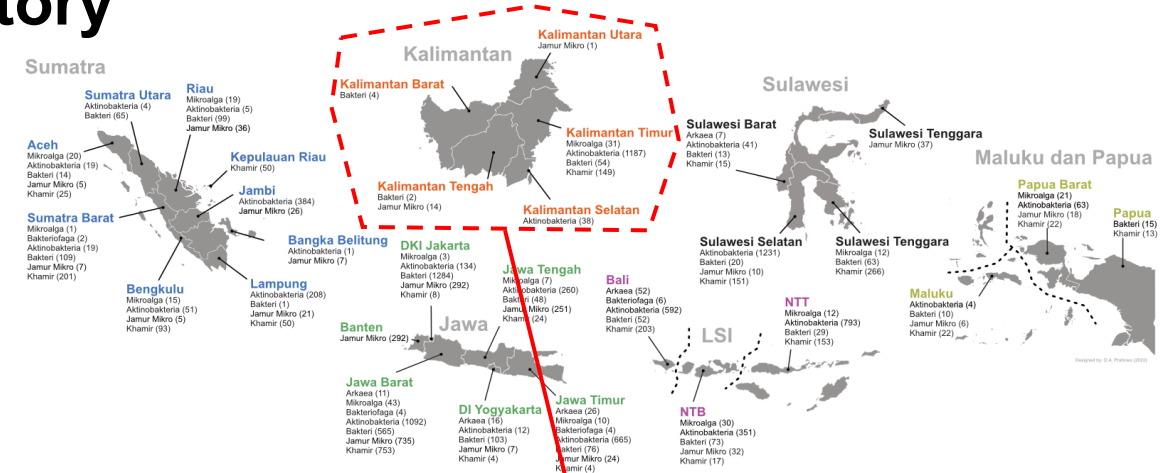 tory
Sumatra
Sumatra Utara
Aktinobakteria (4)
Bakteri (65)
Riau
Mikroalga (19)
Aktinobakteria (5)
Bakteri (99)
Jamur Mikro (36)
Aceh
Mikroalga (20)
Aktinobakteria (19)
Bakteri (14)
Jamur Mikro (5)
Khamir (25)
Kepulauan Riau
Khamir (50)
Jambi
Aktinobakteria (384)
Jamur Mikro (26)
Sumatra Barat
Mikroalga (1)
Bakteriofaga (2)
Aktinobakteria (19)
Bakteri (109)
Jamur Mikro (7)
Khamir (201)
Bangka Belitung
Aktinobakteria (1)
Jamur Mikro (7)
Bengkulu
Mikroalga (15)
Aktinobakteria (51)
Jamur Mikro (5)
Khamir (93)
Lampung
Aktinobakteria (208)
Bakteri (1)
Jamur Mikro (21)
Khamir (50)
Kalimantan
Kalimantan Utara
Jamur Mikro (1)
Kalimantan Barat
Bakteri (4)
Kalimantan Timur
Mikroalga (31)
Aktinobakteria (1187)
Bakteri (54)
Khamir (149)
Kalimantan Tengah
Bakteri (2)
Jamur Mikro (14)
Kalimantan Selatan
Aktinobakteria (38)
DKI Jakarta
Mikroalga (3)
Aktinobakteria (134)
Bakteri (1284)
Jamur Mikro (292)
Khamir (8)
Jawa Tengah
Mikroalga (7)
Aktinobakteria (260)
Bakteri (48)
Jamur Mikro (251)
Khamir (24)
Jawa
Banten
Jamur Mikro (292)
Jawa Barat
Arkaea (11)
Mikroalga (43)
Bakteriofaga (4)
Aktinobakteria (1092)
Bakteri (565)
Jamur Mikro (735)
Khamir (753)
DI Yogyakarta
Arkaea (16)
Aktinobakteria (12)
Bakteri (103)
Jamur Mikro (7)
Khamir (4)
Jawa Timur
Arkaea (26)
Mikroalga (10)
Bakteriofaga (4)
Aktinobakteria (665)
Bakteri (76)
Jamur Mikro (24)
Khamir (4)
Sulawesi
Sulawesi Barat
Arkaea (7)
Aktinobakteria (41)
Bakteri (13)
Khamir (15)
Sulawesi Tenggara
Jamur Mikro (37)
Sulawesi Selatan
Aktinobakteria (1231)
Bakteri (20)
Jamur Mikro (10)
Khamir (151)
Sulawesi Tenggara
Mikroalga (12)
Bakteri (63)
Khamir (266)
Bali
Arkaea (52)
Bakteriofaga (6)
Aktinobakteria (592)
Bakteri (52)
Khamir (203)
LSI
NTT
Mikroalga (12)
Aktinobakteria (793)
Bakteri (29)
Khamir (153)
NTB
Mikroalga (30)
Aktinobakteria (351)
Bakteri (73)
Jamur Mikro (32)
Khamir (17)
Maluku dan Papua
Papua Barat
Mikroalga (21)
Aktinobakteria (63)
Jamur Mikro (18)
Khamir (22)
Papua
Bakteri (15)
Khamir (13)
Maluku
Aktinobakteria (4)
Bakteri (10)
Jamur Mikro (6)
Khamir (22)
Designed by: D.A. Prabowo (2023)